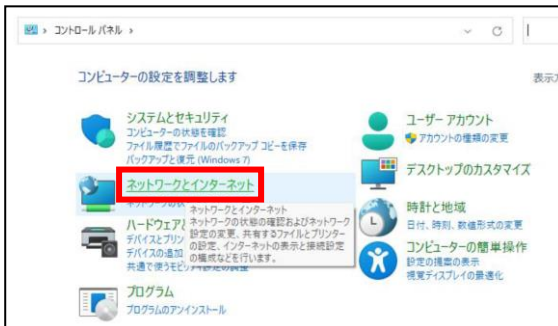 コントロール パネル
コンピューターの設定を調整します
表示
システムとセキュリティ
コンピューターの状態を確認
ファイル履歴でファイルのバックアップ コピーを保存
バックアップと復元 (Windows 7)
ネットワークとインターネット
ネットワークの状
ネットワークとインターネット
ネットワークの状態の確認およびネットワーク
設定の変更、共有するファイルとプリンター
の設定、インターネットの表示と接続設定
の構成などを行います。
ハードウェア
デバイスとプリン
デバイスの追加
共通で使うモビリティ設定の調整
プログラム
プログラムのアンインストール
ユーザー アカウント
アカウントの種類の変更
デスクトップのカスタマイズ
時計と地域
日付、時刻、数値形式の変更
コンピューターの簡単操作
設定の提案の表示
視覚ディスプレイの最適化